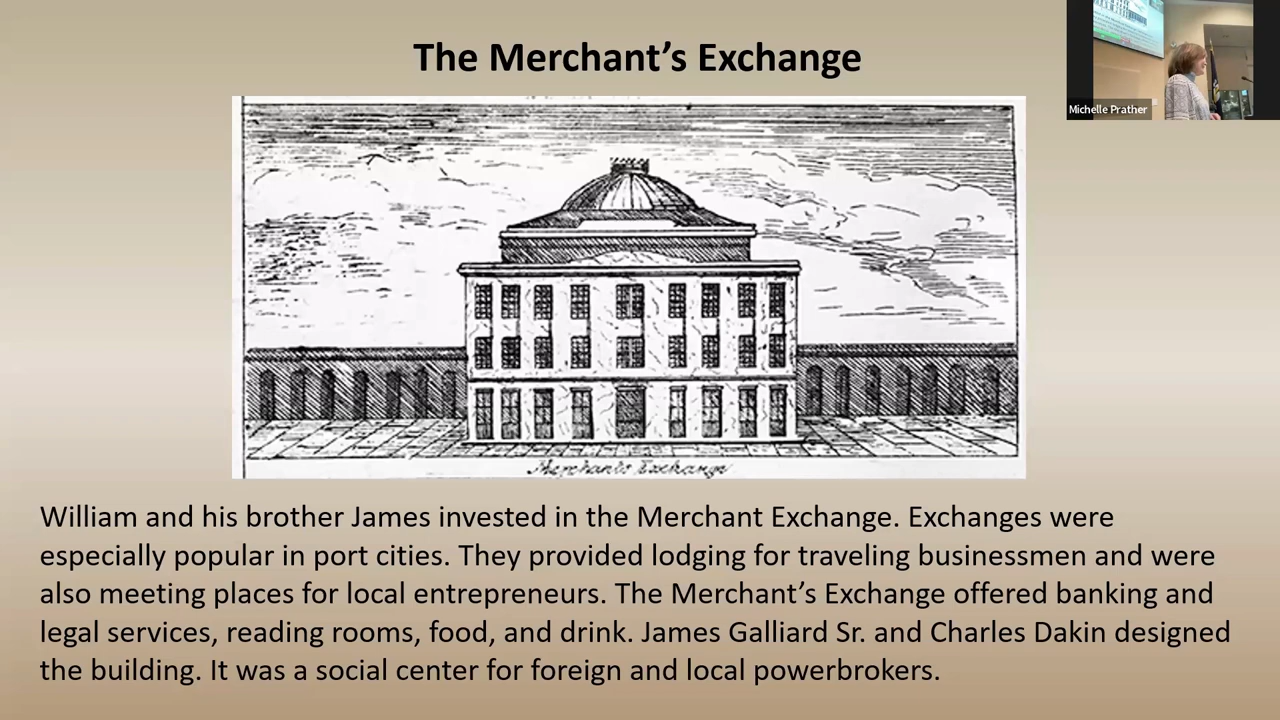 The Merchant's Exchange
Michelle Prather
Merchants Exchange
William and his brother James invested in the Merchant Exchange. Exchanges were
especially popular in port cities. They provided lodging for traveling businessmen and were
also meeting places for local entrepreneurs. The Merchant's Exchange offered banking and
legal services, reading rooms, food, and drink. James Galliard Sr. and Charles Dakin designed
the building. It was a social center for foreign and local powerbrokers.